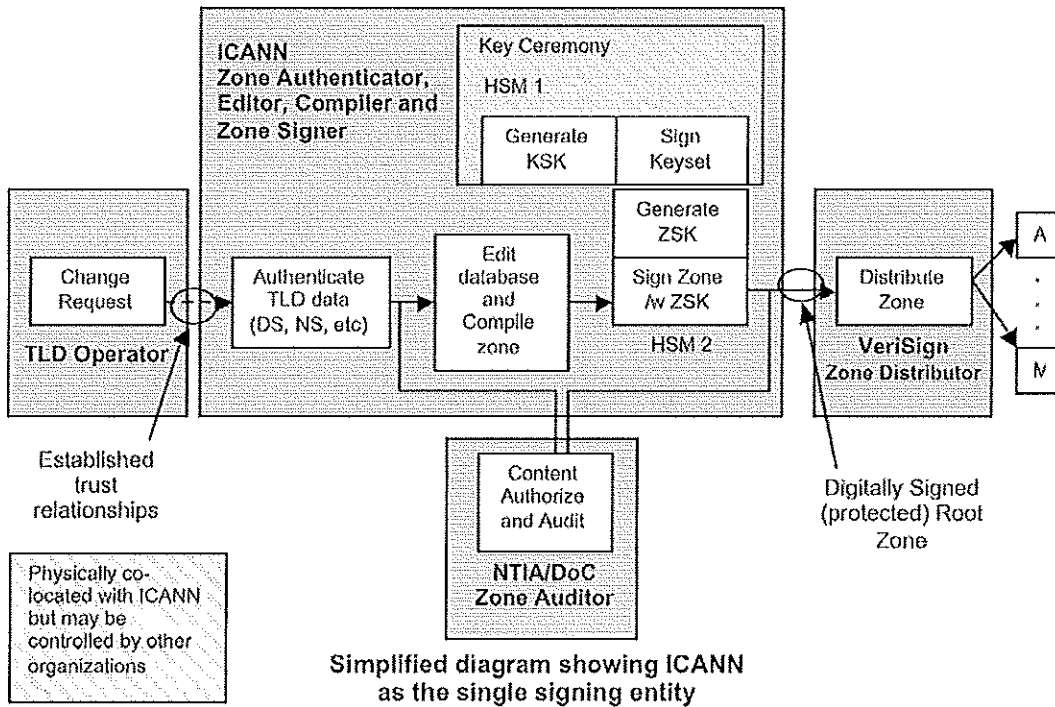 ICANN
Zone Authenticator,
Editor, Compiler and
Zone Signer
Key Ceremony
HSM 1
Generate
KSK
Sign
Keyset
Generate
ZSK
Sign Zone
/w ZSK
HSM 2
Change
Request
TLD Operator
Authenticate
TLD data
(DS, NS, etc)
Edit
database
and
Compile
zone
Distribute
Zone
VeriSign
Zone Distributor
A
M
Established
trust
relationships
Content
Authorize
and Audit
NTIA/DoC
Zone Auditor
Digitally Signed
(protected) Root
Zone
Physically co-
located with ICANN
but may be
controlled by other
organizations
Simplified diagram showing ICANN
as the single signing entity